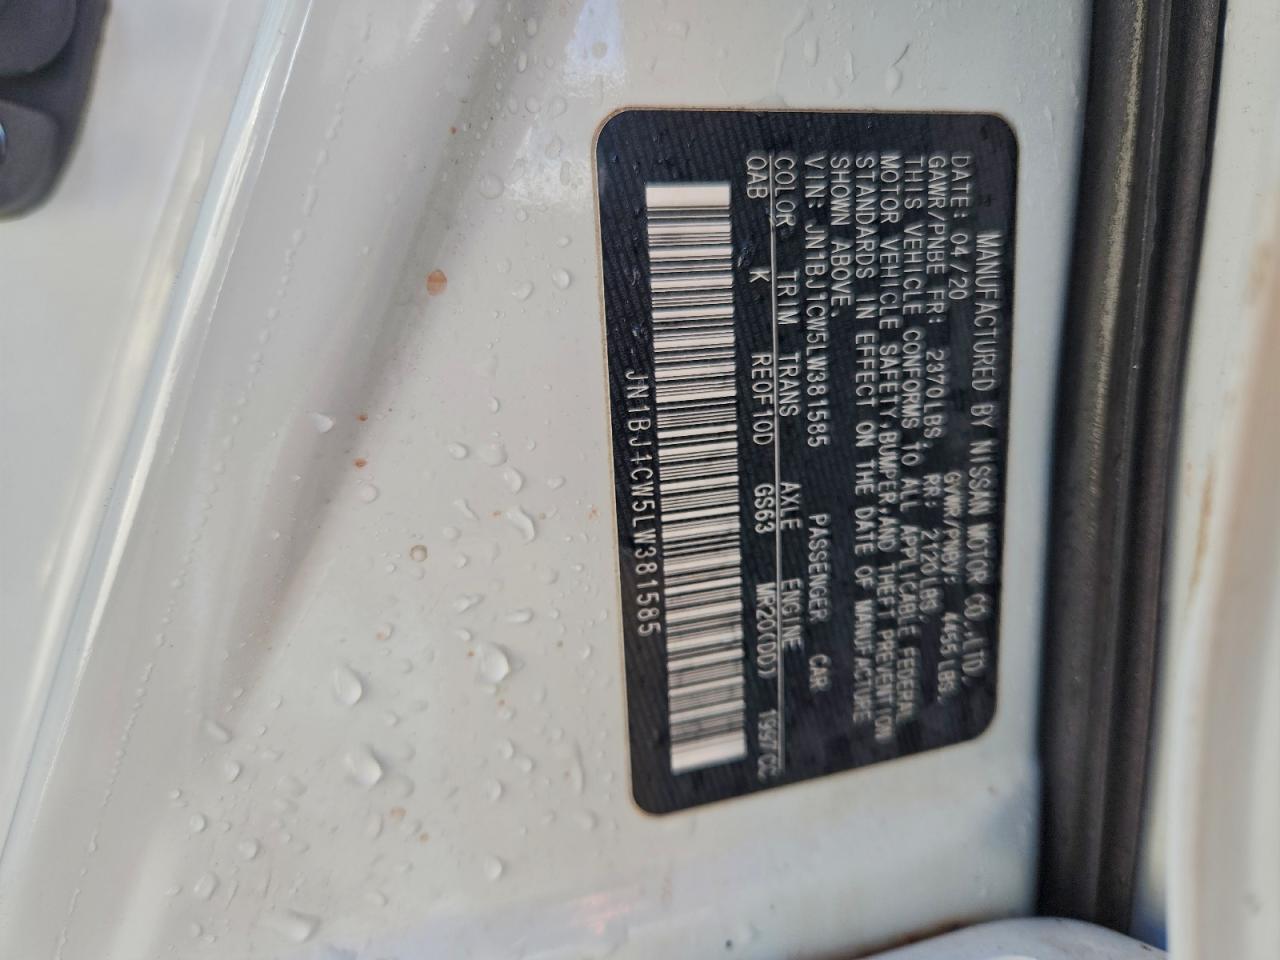 MANUFACTURED BY NISSAN MOTOR CO.,LTD.
DATE: 04/20 GVWR/PNBV: 4455 LBS,
GAWR/PNBE FR: 2370LBS, RR: 2120LBS,
THIS VEHICLE CONFORMS TO ALL APPLICABLE FEDERAL
MOTOR VEHICLE SAFETY,BUMPER,AND THEFT PREVENTION
STANDARDS IN EFFECT ON THE DATE OF MANUFACTURE
SHOWN ABOVE.
VIN: JN1BJ1CW5LW381585 PASSENGER CAR
COLOR TRIM TRANS AXLE ENGINE
QAB K RE0F10D GS63 MR20(DD) 1997CC
JN1BJ1CW5LW381585